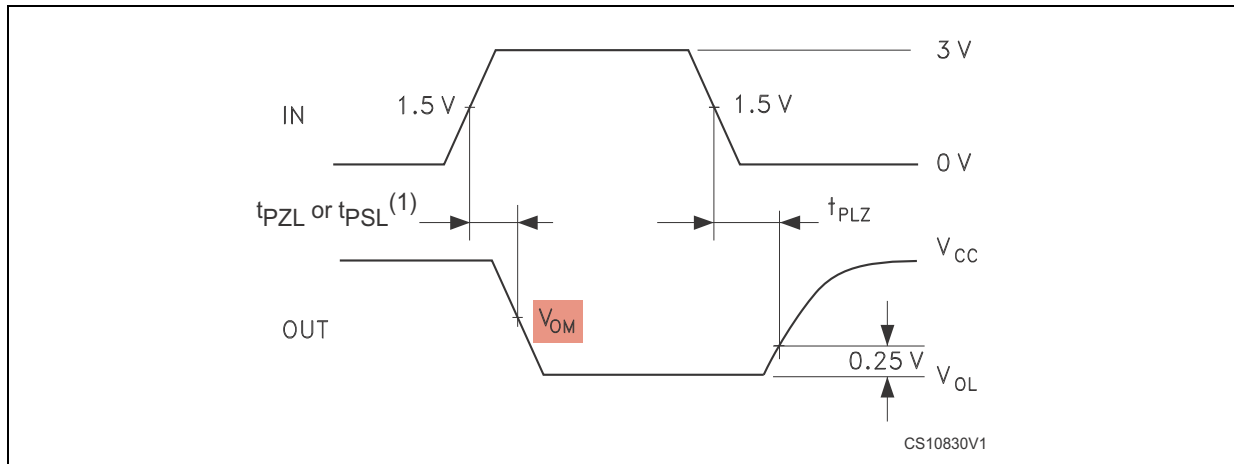 3 V
1.5 V
1.5 V
IN
0 V
tPZL or tPSL(1)
tPLZ
VCC
VOM
OUT
0.25 V
VOL
CS10830V1